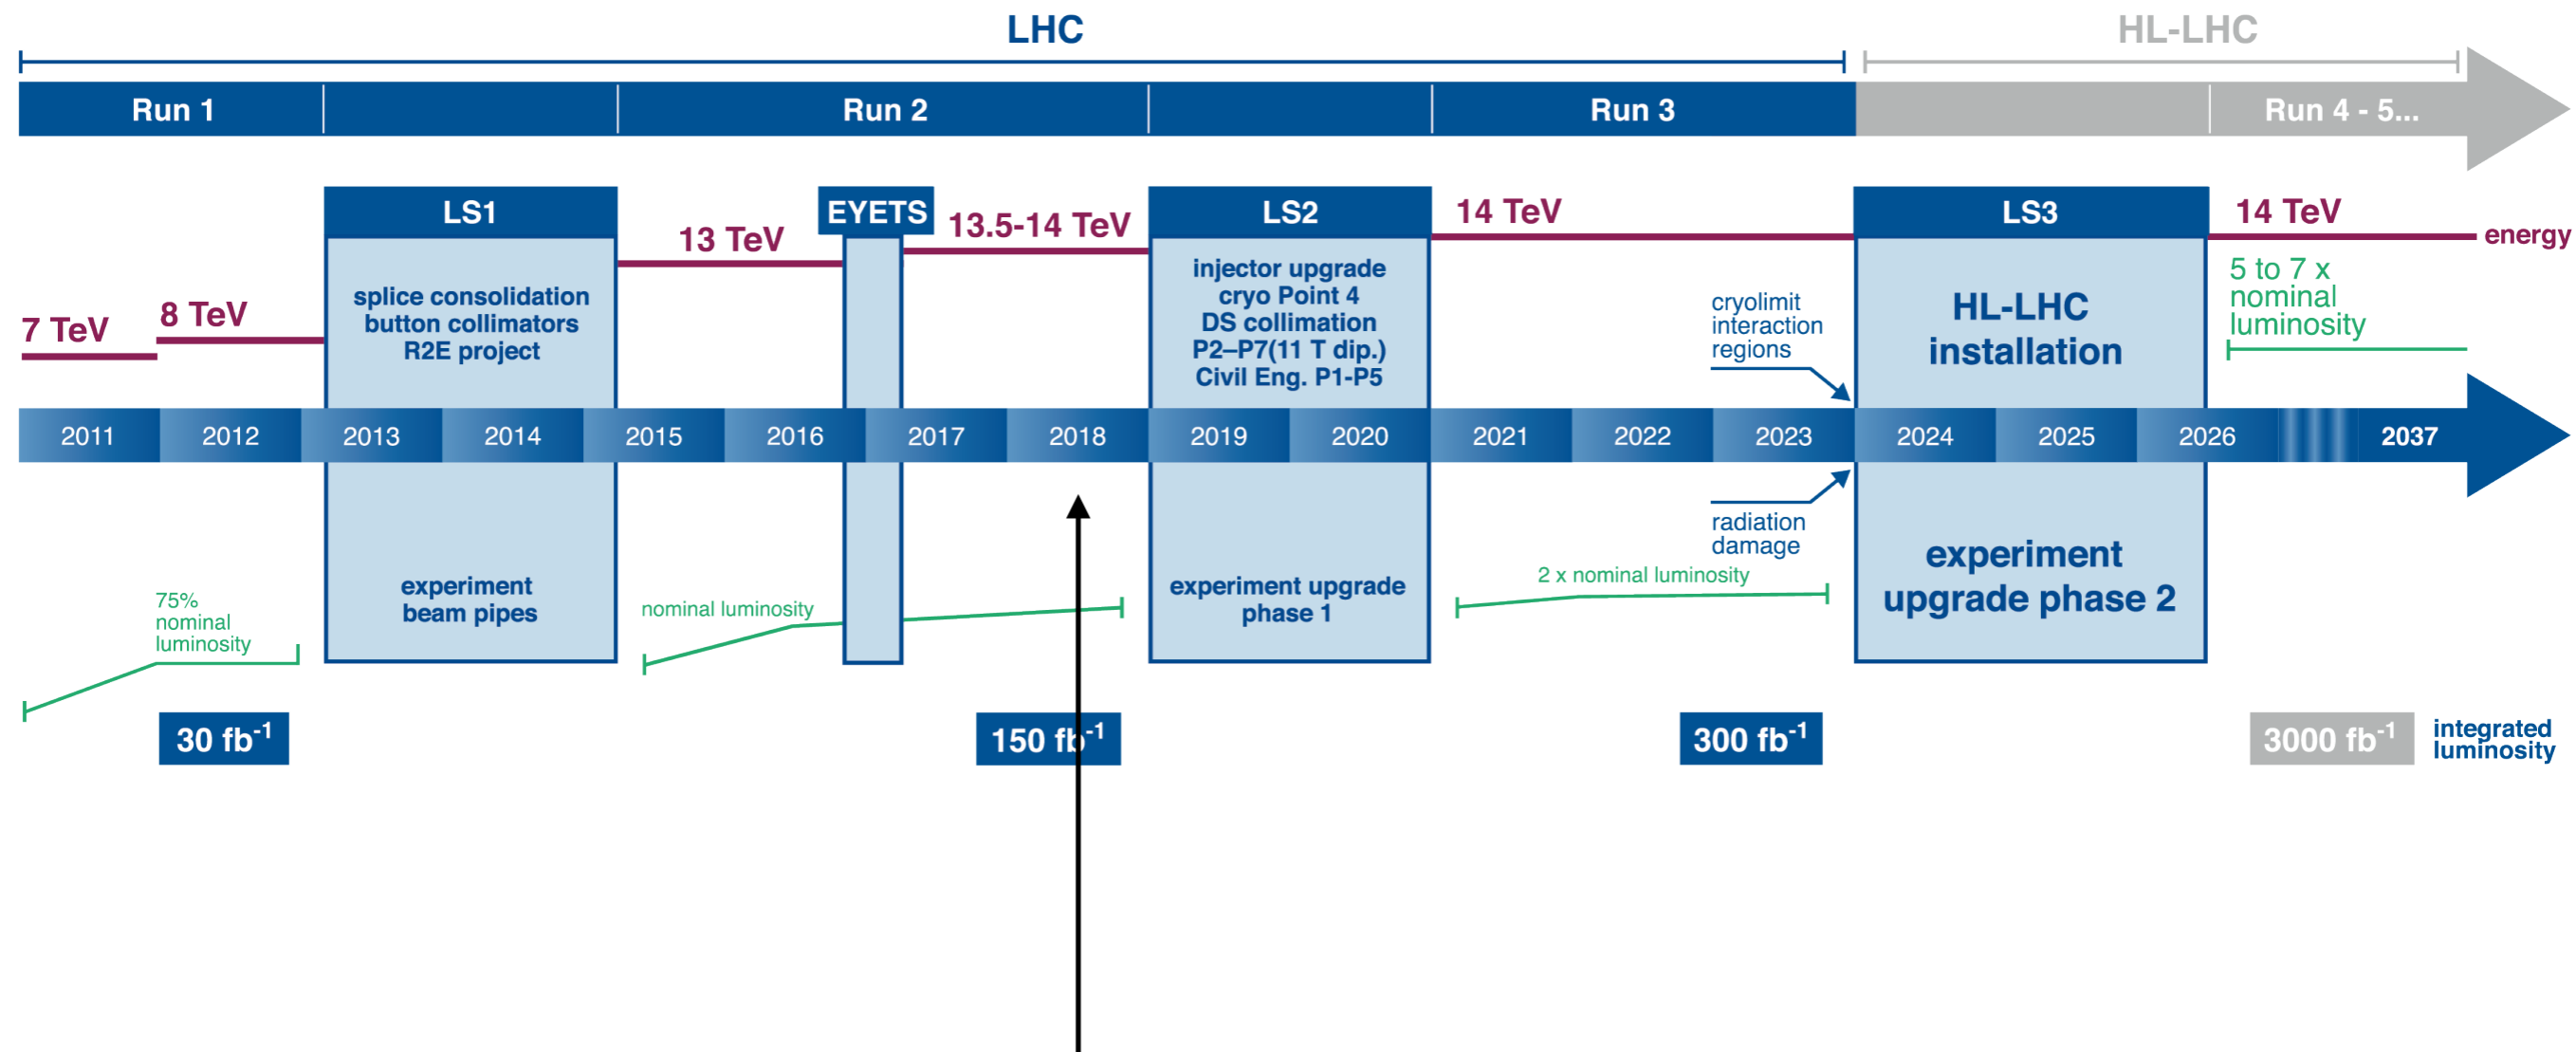 LHC
HL-LHC
Run 1
Run 2
Run 3
Run 4 - 5...
LS1
EYETS
13.5-14 TeV
LS2
14 TeV
LS3
14 TeV
energy
13 TeV
7 TeV
8 TeV
splice consolidation
button collimators
R2E project
injector upgrade
cryo Point 4
DS collimation
P2–P7(11 T dip.)
Civil Eng. P1-P5
cryolimit
interaction
regions
HL-LHC
installation
5 to 7 x
nominal
luminosity
2011 2012 2013 2014 2015 2016 2017 2018 2019 2020 2021 2022 2023 2024 2025 2026 2037
radiation
damage
75%
nominal
luminosity
experiment
beam pipes
nominal luminosity
experiment upgrade
phase 1
2 x nominal luminosity
experiment
upgrade phase 2
30 fb-1
150 fb-1
300 fb-1
3000 fb-1
integrated
luminosity